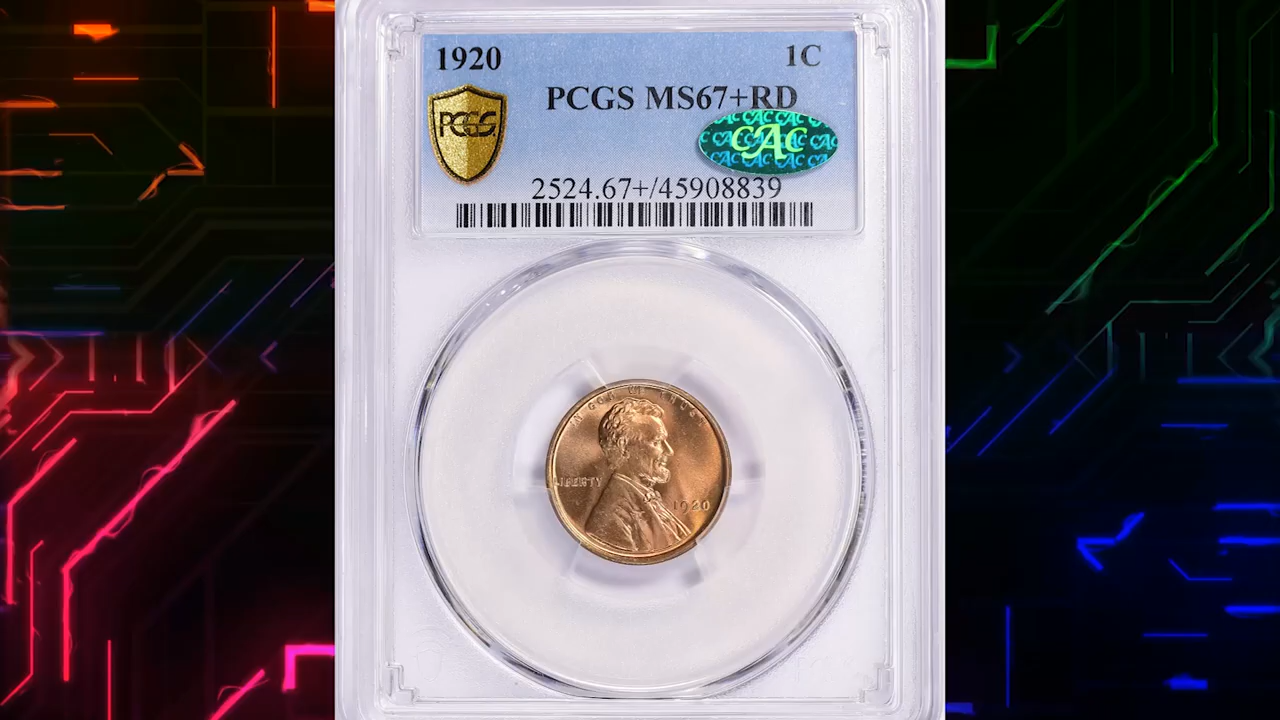 1920 1C
PCGS MS67+RD
PCGS
CAC
2524.67+/45908839
IN GOD WE TRUST
LIBERTY
1920